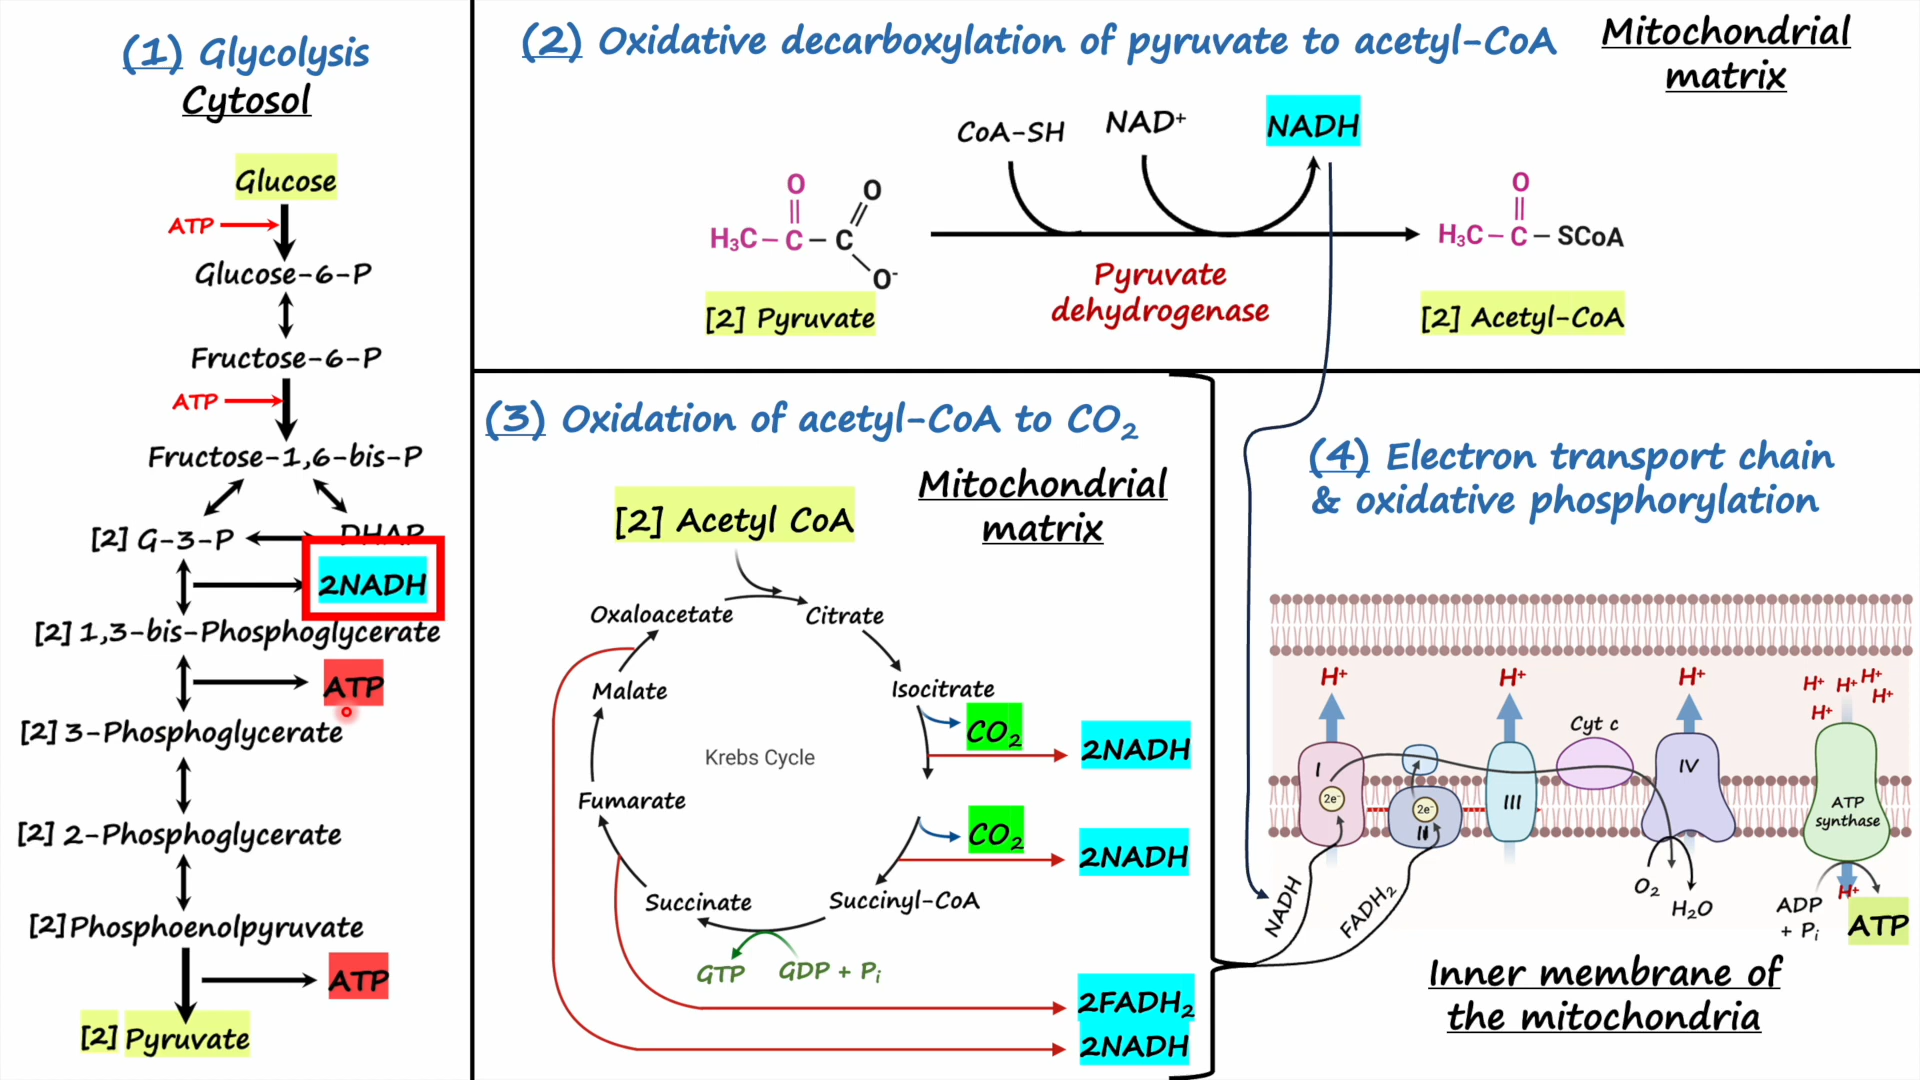 (1) Glycolysis
Cytosol
Glucose
ATP
Glucose-6-P
Fructose-6-P
ATP
Fructose-1,6-bis-P
[2] G-3-P
DHAP
2NADH
[2] 1,3-bis-Phosphoglycerate
ATP
[2] 3-Phosphoglycerate
[2] 2-Phosphoglycerate
[2] Phosphoenolpyruvate
ATP
[2] Pyruvate
(2) Oxidative decarboxylation of pyruvate to acetyl-CoA
Mitochondrial
matrix
CoA-SH
NAD⁺
NADH
O
O
H₃C – C – C
O⁻
[2] Pyruvate
Pyruvate
dehydrogenase
O
H₃C – C – SCoA
[2] Acetyl-CoA
(3) Oxidation of acetyl-CoA to CO₂
Mitochondrial
matrix
[2] Acetyl CoA
Oxaloacetate
Citrate
Malate
Isocitrate
CO₂
2NADH
Krebs Cycle
Fumarate
CO₂
2NADH
Succinate
Succinyl-CoA
GTP
GDP + Pᵢ
2FADH₂
2NADH
(4) Electron transport chain
& oxidative phosphorylation
H⁺
H⁺
H⁺
H⁺
H⁺
H⁺
H⁺
H⁺
Cyt c
I
2e⁻
2e⁻
II
III
IV
ATP
synthase
NADH
FADH₂
O₂
H₂O
H⁺
ADP
+ Pᵢ
ATP
Inner membrane of
the mitochondria